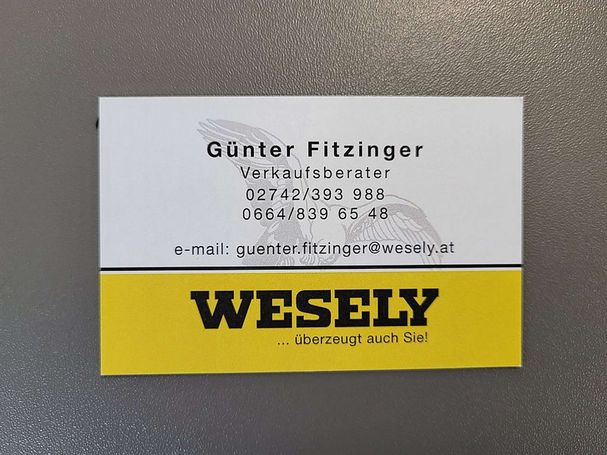 Günter Fitzinger
Verkaufsberater
02742/393 988
0664/839 65 48
e-mail: guenter.fitzinger@wesely.at
WESELY
... überzeugt auch Sie!